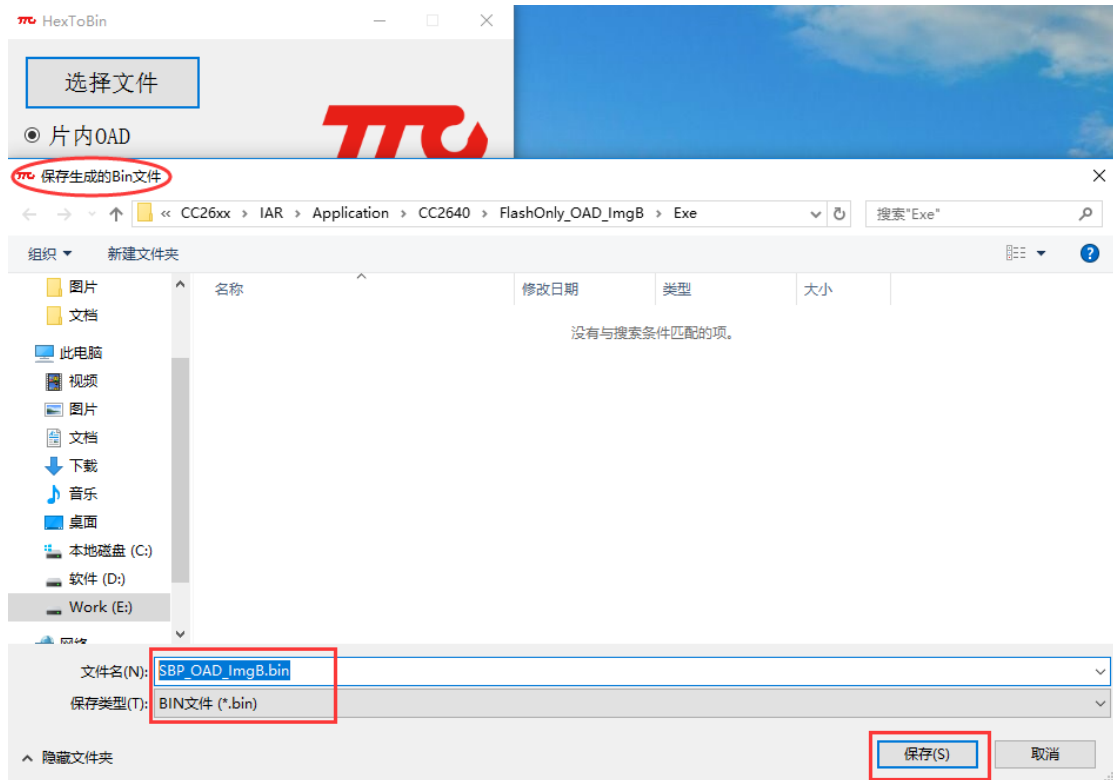 HexToBin
选择文件
片内OAD
保存生成的Bin文件
« CC26xx › IAR › Application › CC2640 › FlashOnly_OAD_ImgB › Exe
搜索"Exe"
组织
新建文件夹
名称
修改日期
类型
大小
没有与搜索条件匹配的项。
图片
文档
此电脑
视频
图片
文档
下载
音乐
桌面
本地磁盘 (C:)
软件 (D:)
Work (E:)
网络
文件名(N):
SBP_OAD_ImgB.bin
保存类型(T):
BIN文件 (*.bin)
隐藏文件夹
保存(S)
取消